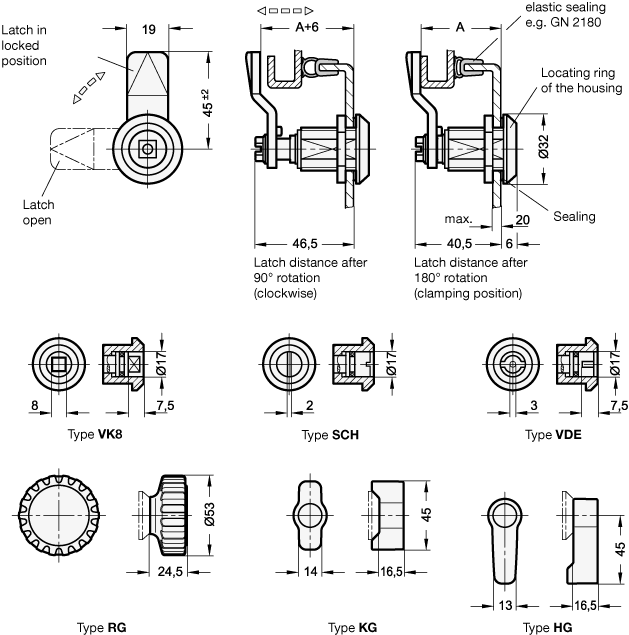 Latch in
locked
position
19
45 ±2
Latch
open
A+6
46,5
Latch distance after
90° rotation
(clockwise)
A
elastic sealing
e.g. GN 2180
Locating ring
of the housing
Ø32
Sealing
max.
20
40,5
6
Latch distance after
180° rotation
(clamping position)
8
Ø17
7,5
Type VK8
2
Ø17
Type SCH
3
Ø17
7,5
Type VDE
Ø53
24,5
Type RG
14
45
16,5
Type KG
13
45
16,5
Type HG